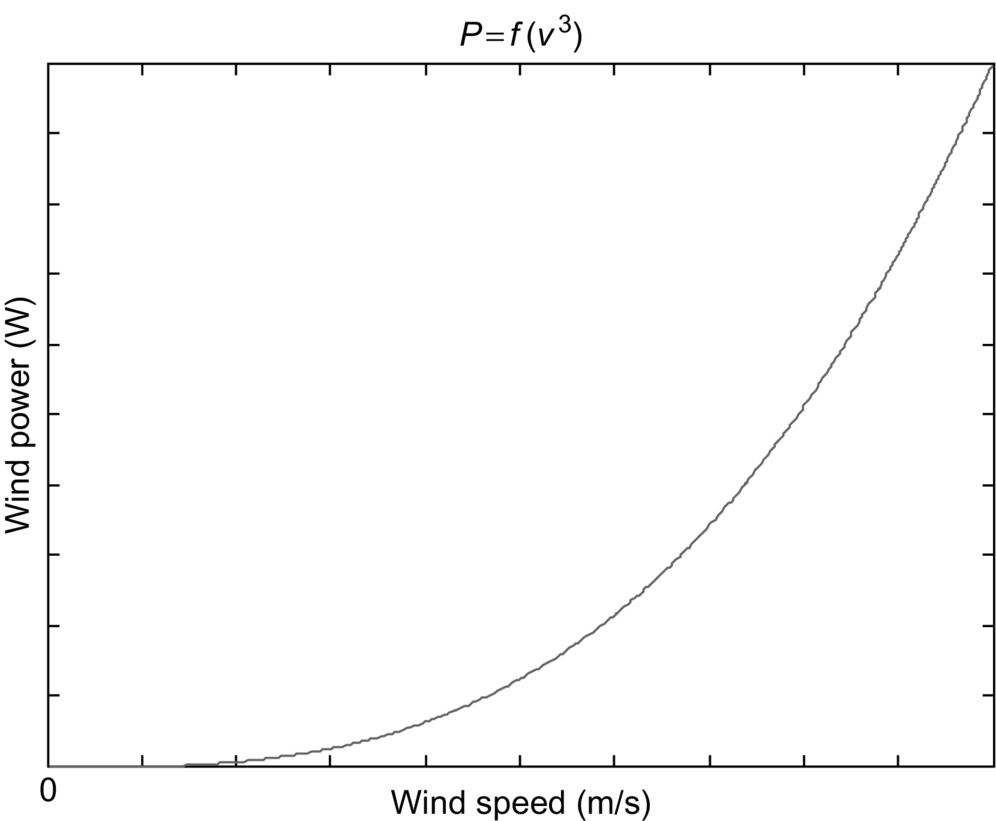 P=f(v³)
Wind power (W)
0
Wind speed (m/s)